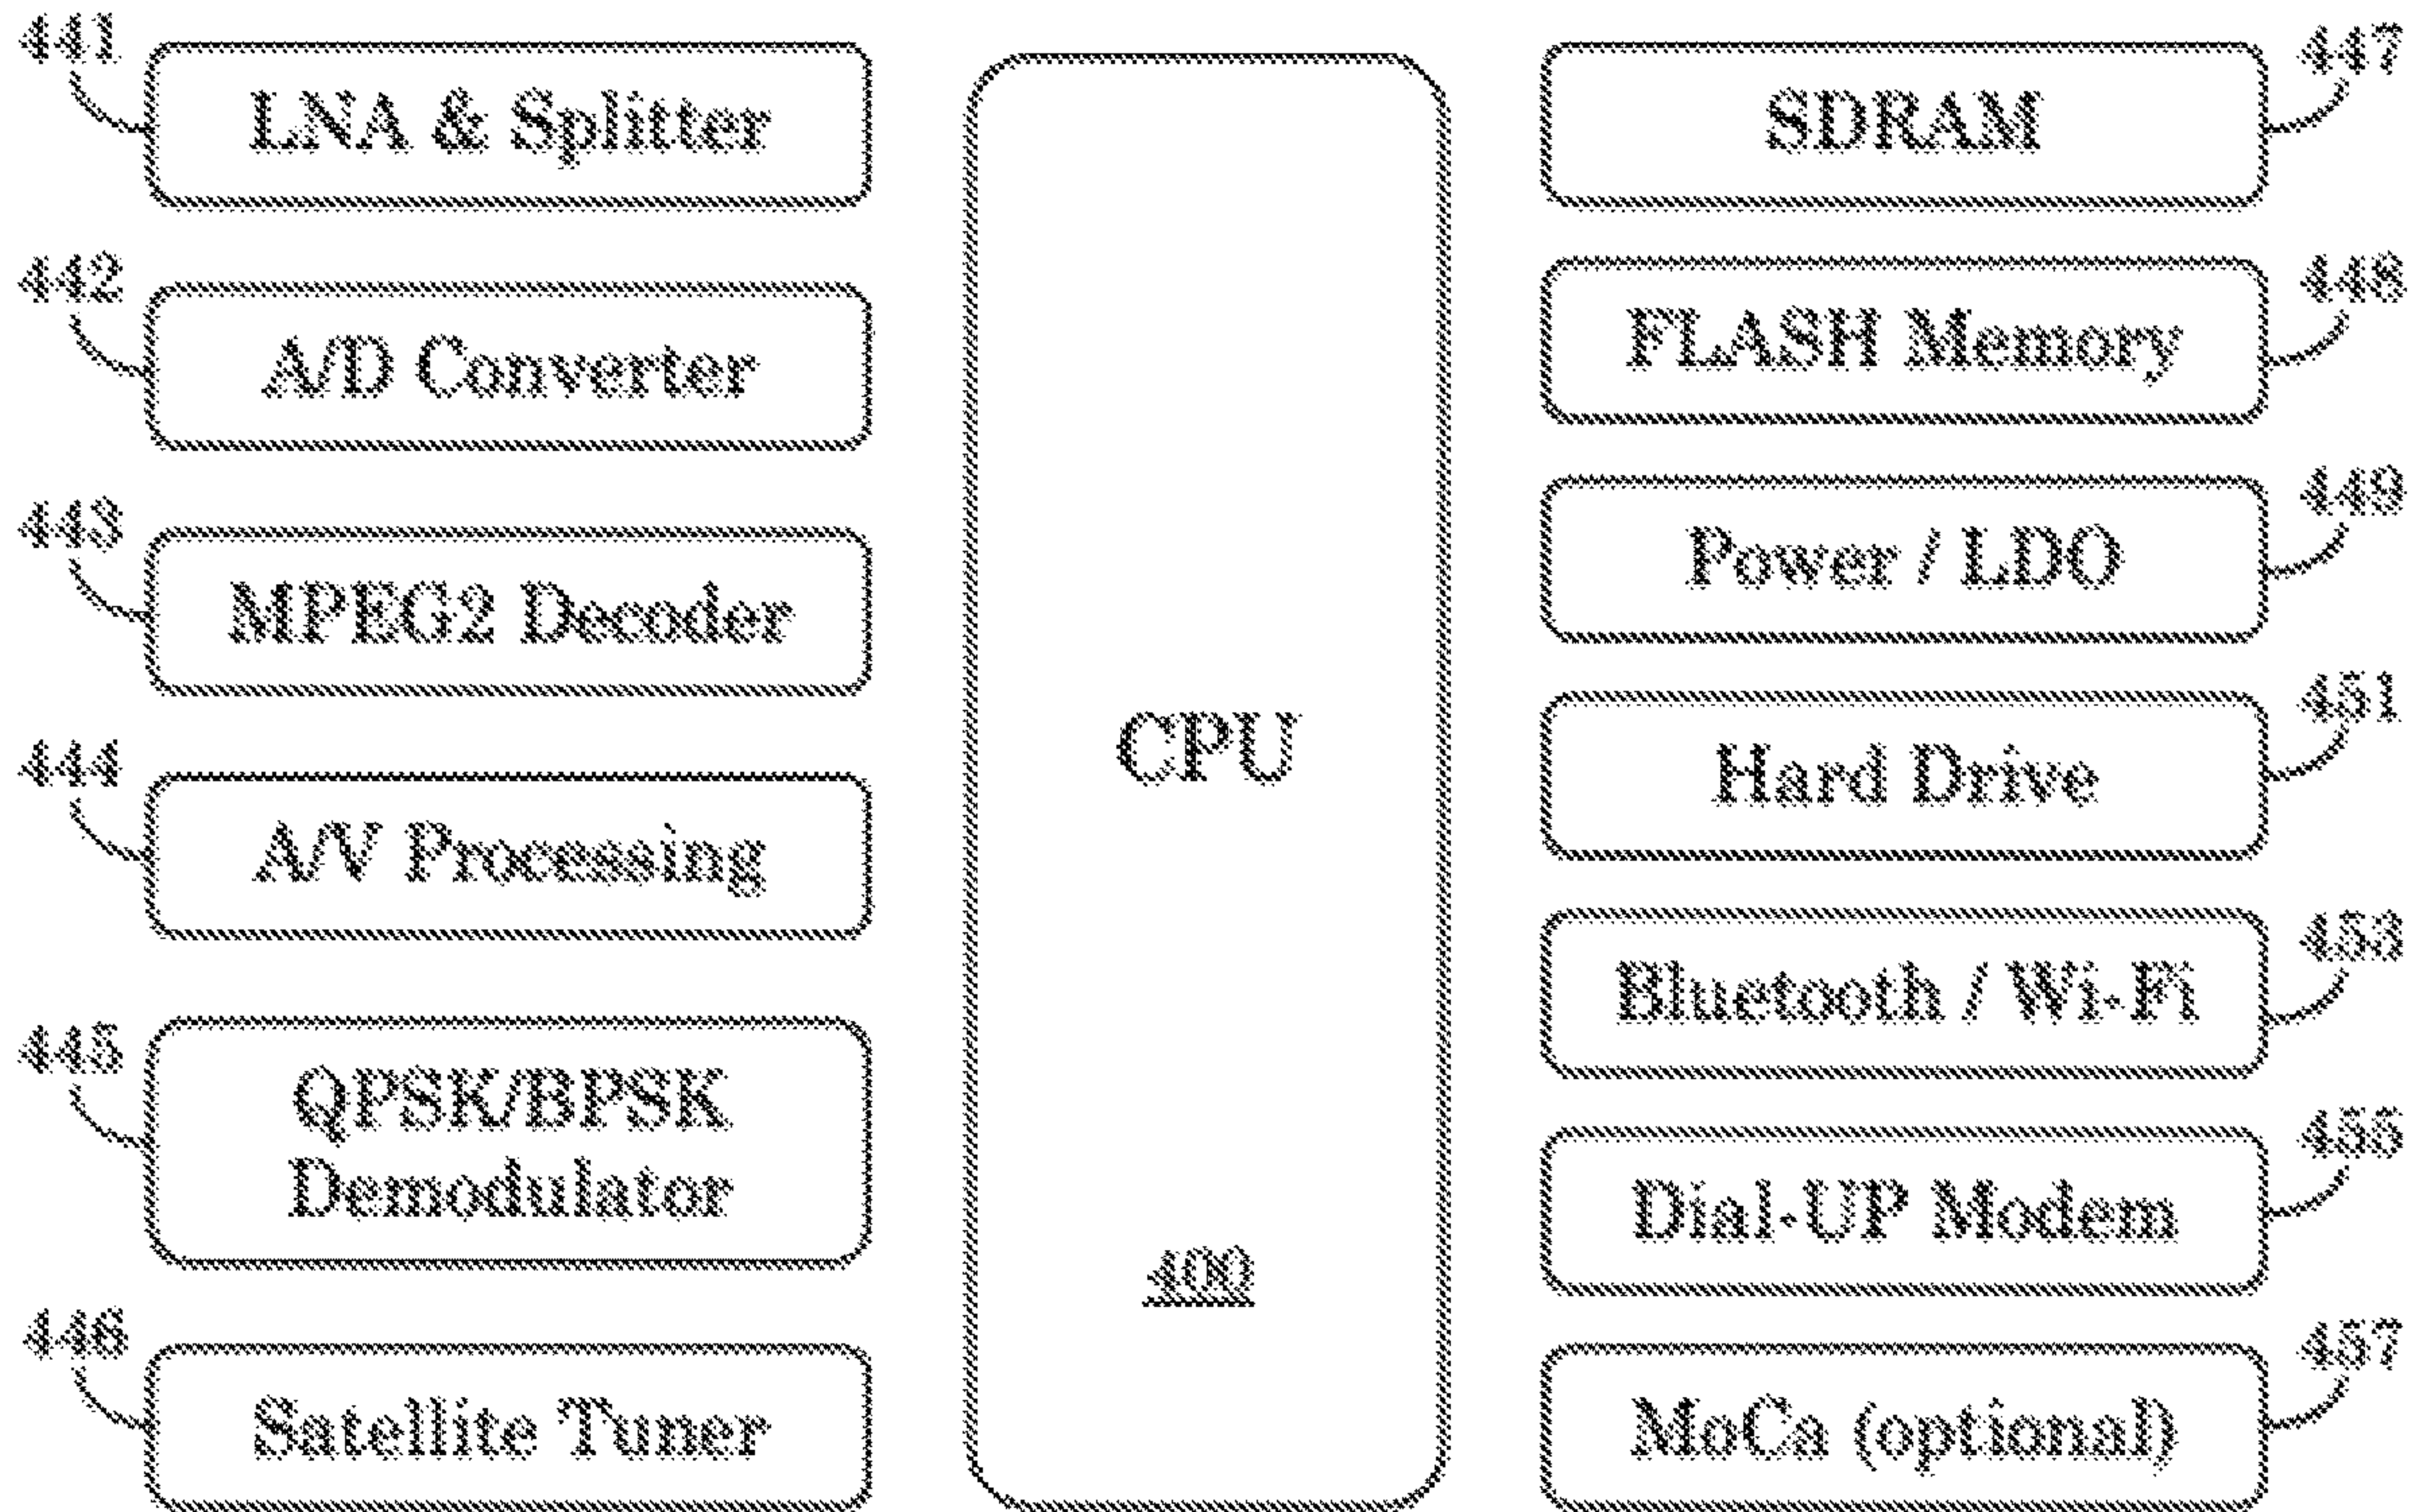 441
LNA & Splitter
442
A/D Converter
443
MPEG2 Decoder
444
A/V Processing
445
QPSK/BPSK
Demodulator
446
Satellite Tuner
CPU
400
447
SDRAM
448
FLASH Memory
449
Power / LDO
451
Hard Drive
453
Bluetooth / Wi-Fi
455
Dial-UP Modem
457
MoCa (optional)